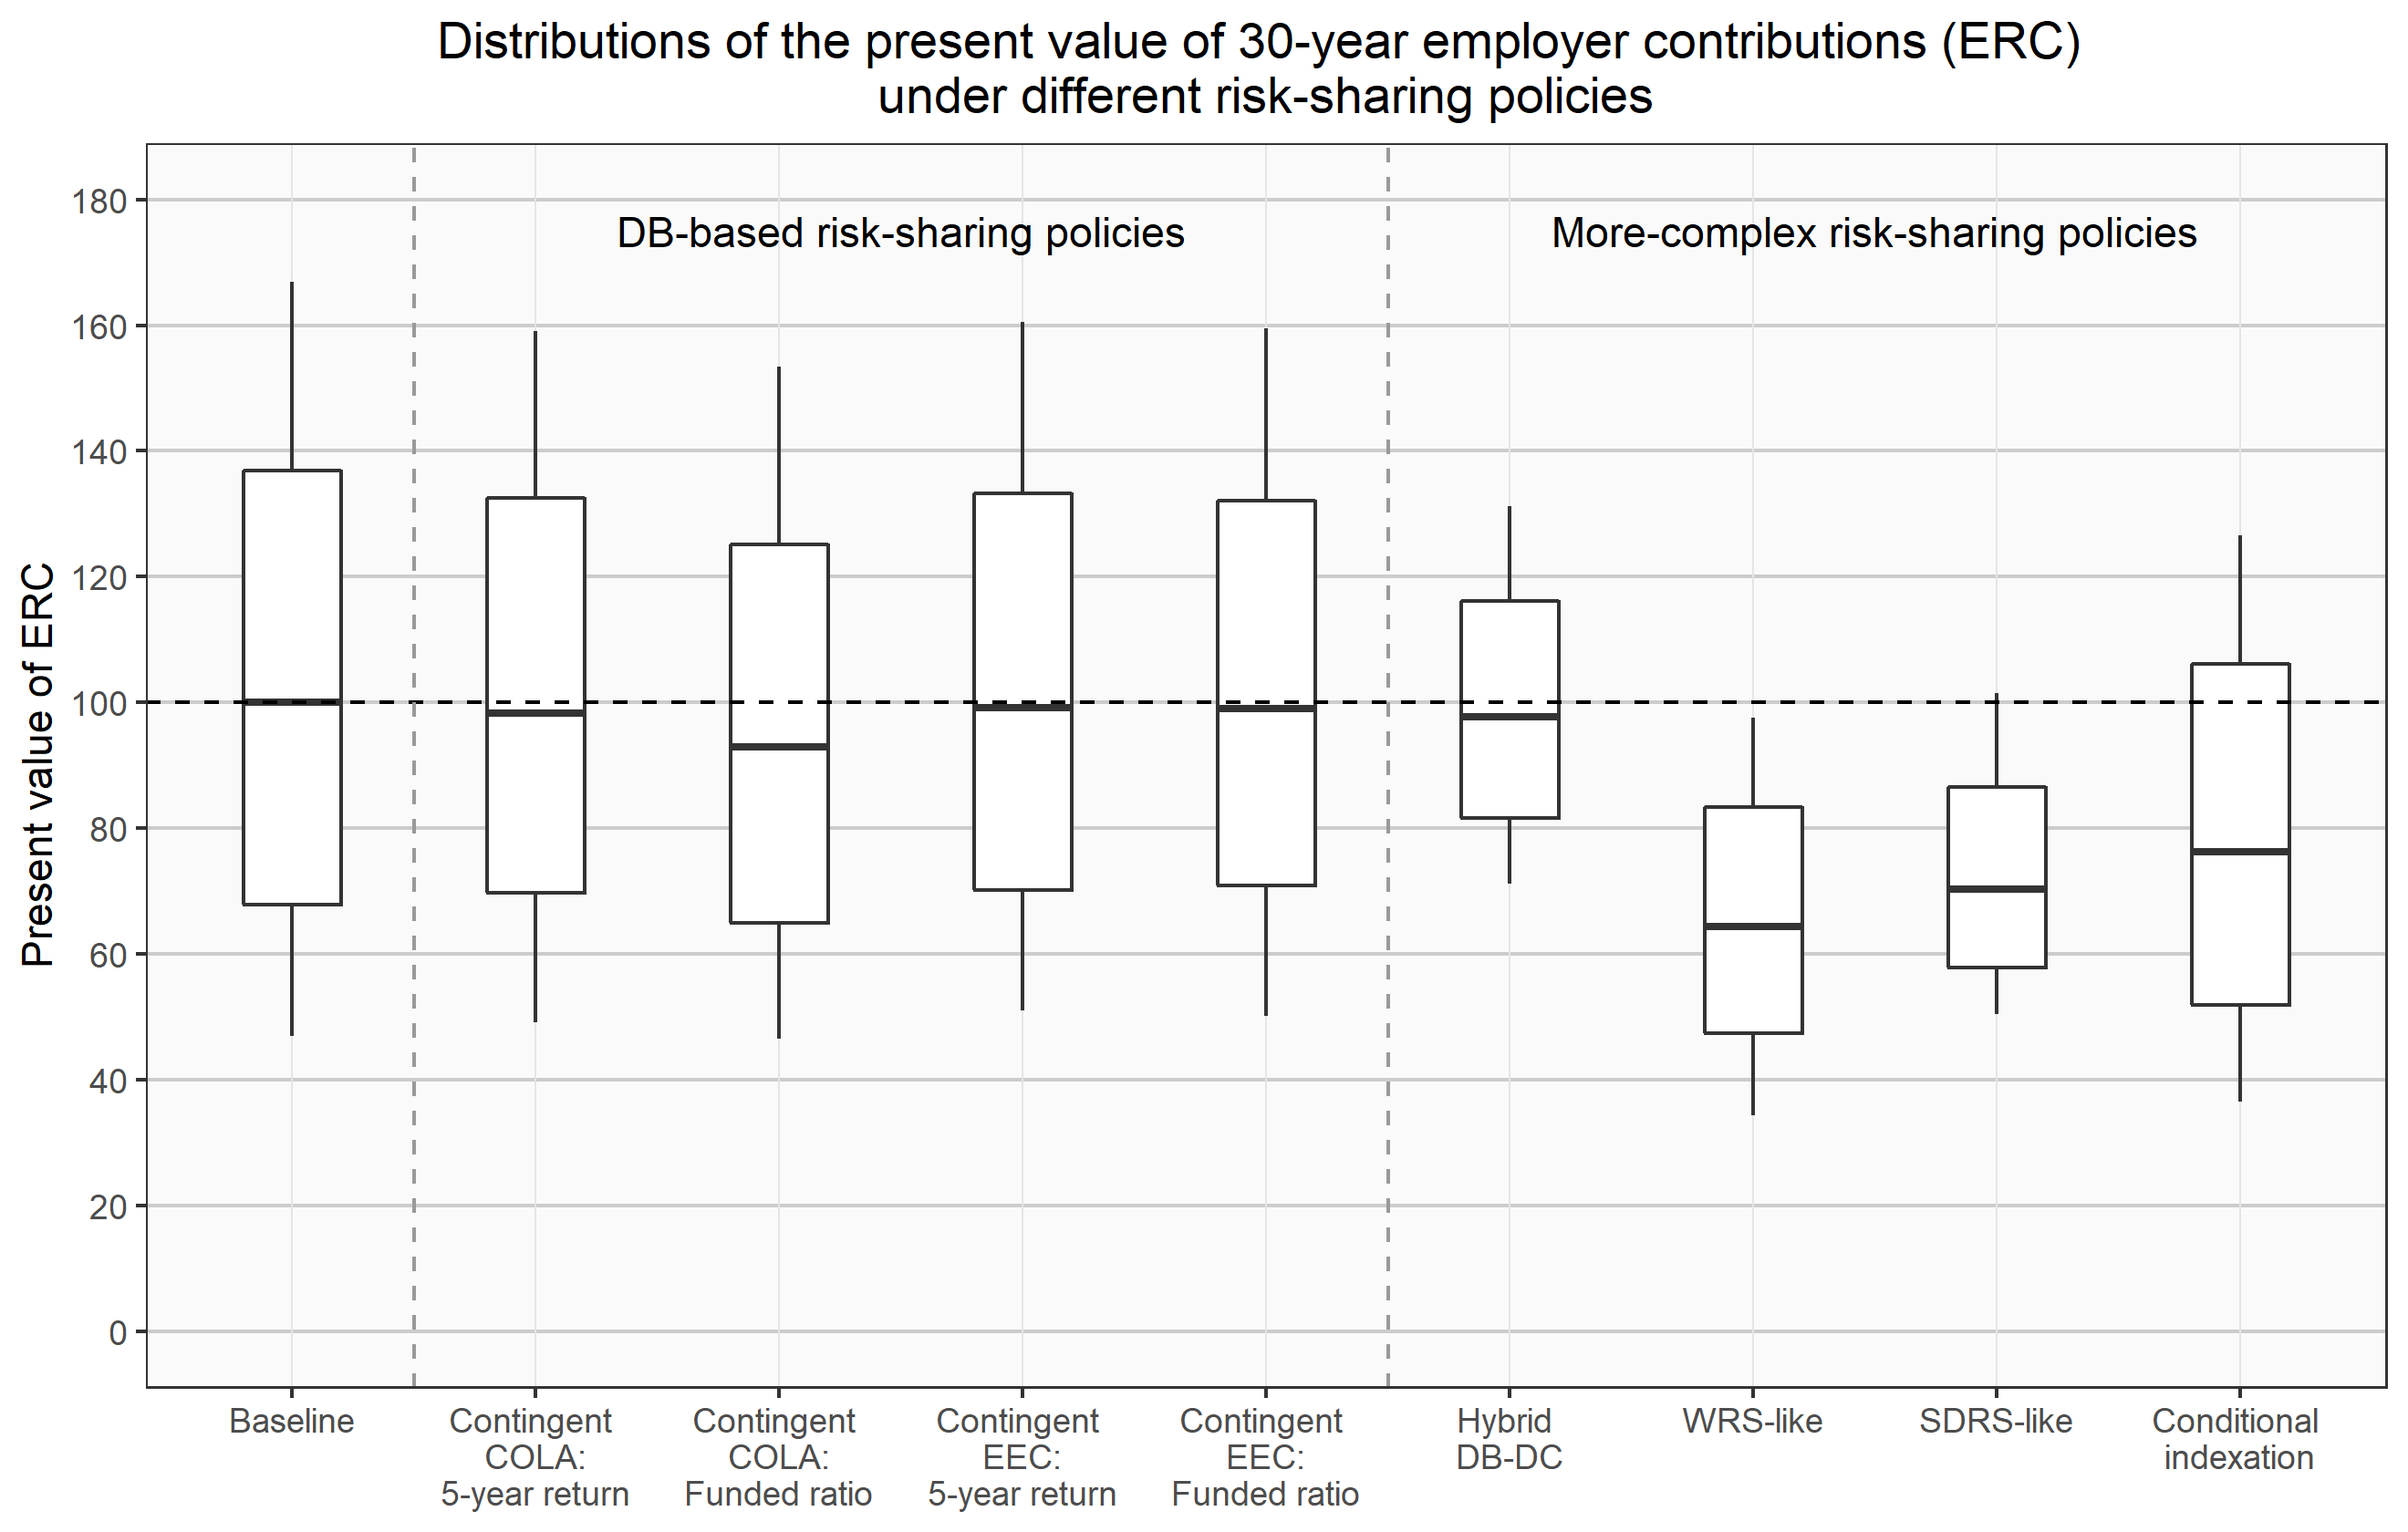 Distributions of the present value of 30-year employer contributions (ERC)
under different risk-sharing policies
DB-based risk-sharing policies
More-complex risk-sharing policies
Present value of ERC
180
160
140
120
100
80
60
40
20
0
Baseline
Contingent
COLA:
5-year return
Contingent
COLA:
Funded ratio
Contingent
EEC:
5-year return
Contingent
EEC:
Funded ratio
Hybrid
DB-DC
WRS-like
SDRS-like
Conditional
indexation